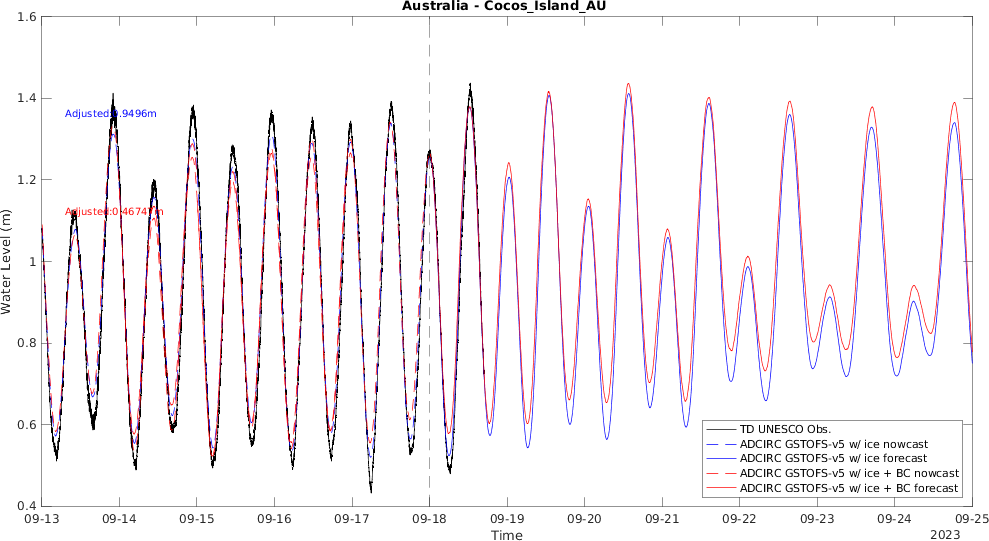 Australia - Cocos_Island_AU
1.6
1.4
1.2
1
0.8
0.6
0.4
Water Level (m)
Adjusted:0.9496m
TD UNESCO Obs.
ADCIRC GSTOFS-v5 w/ ice nowcast
ADCIRC GSTOFS-v5 w/ ice forecast
ADCIRC GSTOFS-v5 w/ ice + BC nowcast
ADCIRC GSTOFS-v5 w/ ice + BC forecast
09-13
09-14
09-15
09-16
09-17
09-18
09-19
09-20
09-21
09-22
09-23
09-24
09-25
Time
2023